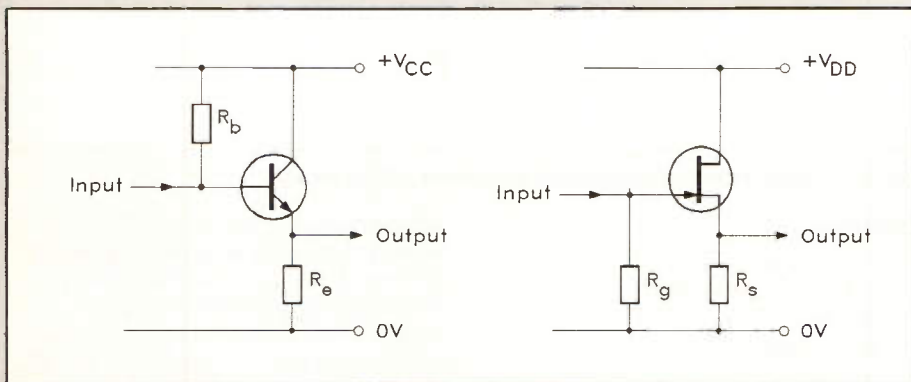 +VCC
Rb
Input
Output
Re
0V
+VDD
Input
Output
Rg
Rs
0V